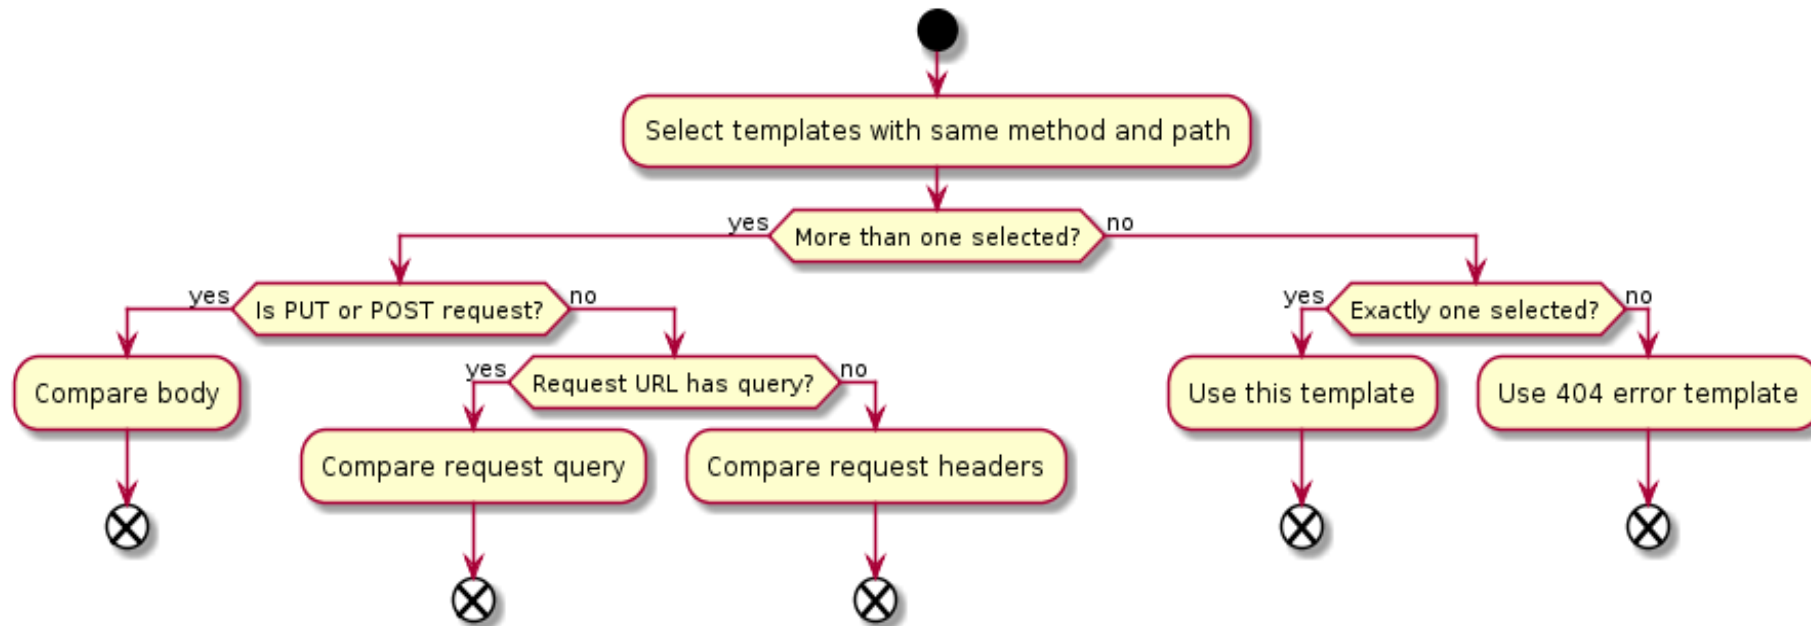 Select templates with same method and path
yes
More than one selected?
no
yes
Is PUT or POST request?
no
yes
Exactly one selected?
no
Compare body
yes
Request URL has query?
no
Use this template
Use 404 error template
Compare request query
Compare request headers